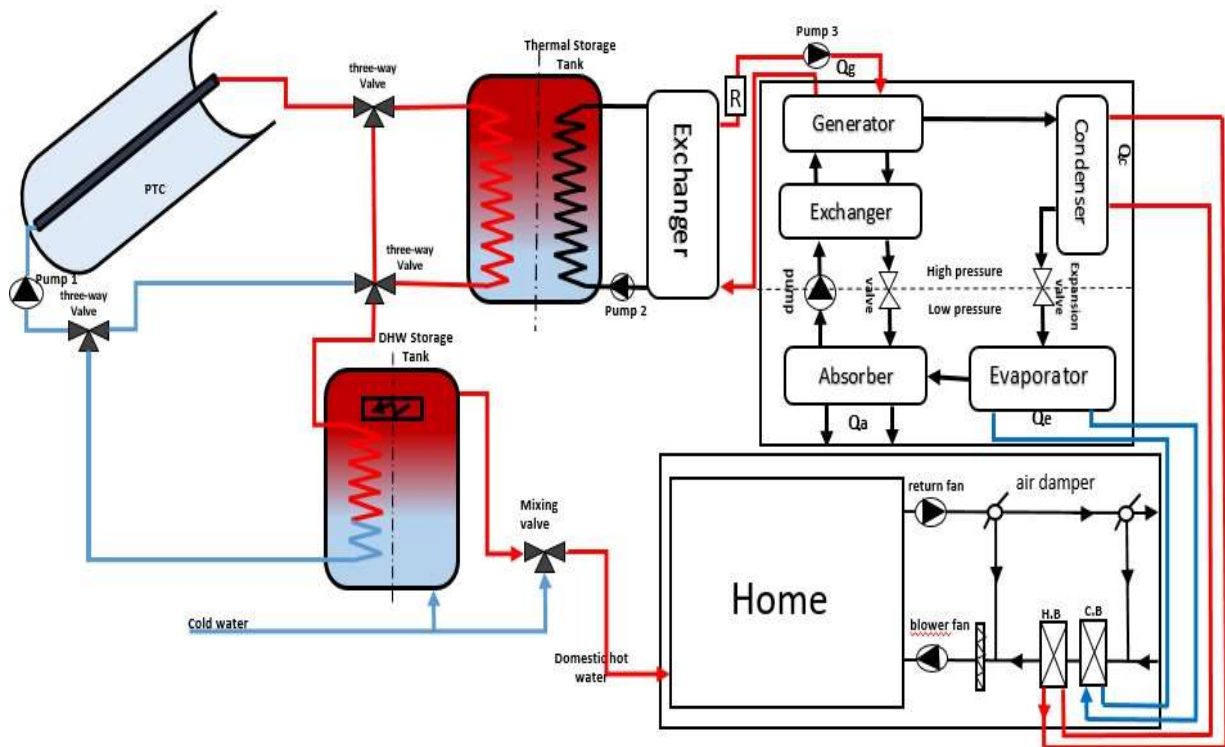 Pump 3
Thermal Storage
Tank
three-way
Valve
Qg
R
Generator
Condenser
Qc
Exchanger
PTC
Exchanger
three-way
Valve
Pump 1
three-way
Valve
Pump 2
pump
valve
High pressure
Low pressure
Expansion
valve
DHW Storage
Tank
Absorber
Evaporator
Qa
Qe
return fan
air damper
Mixing
valve
Home
H.B
C.B
blower fan
Cold water
Domestic hot
water